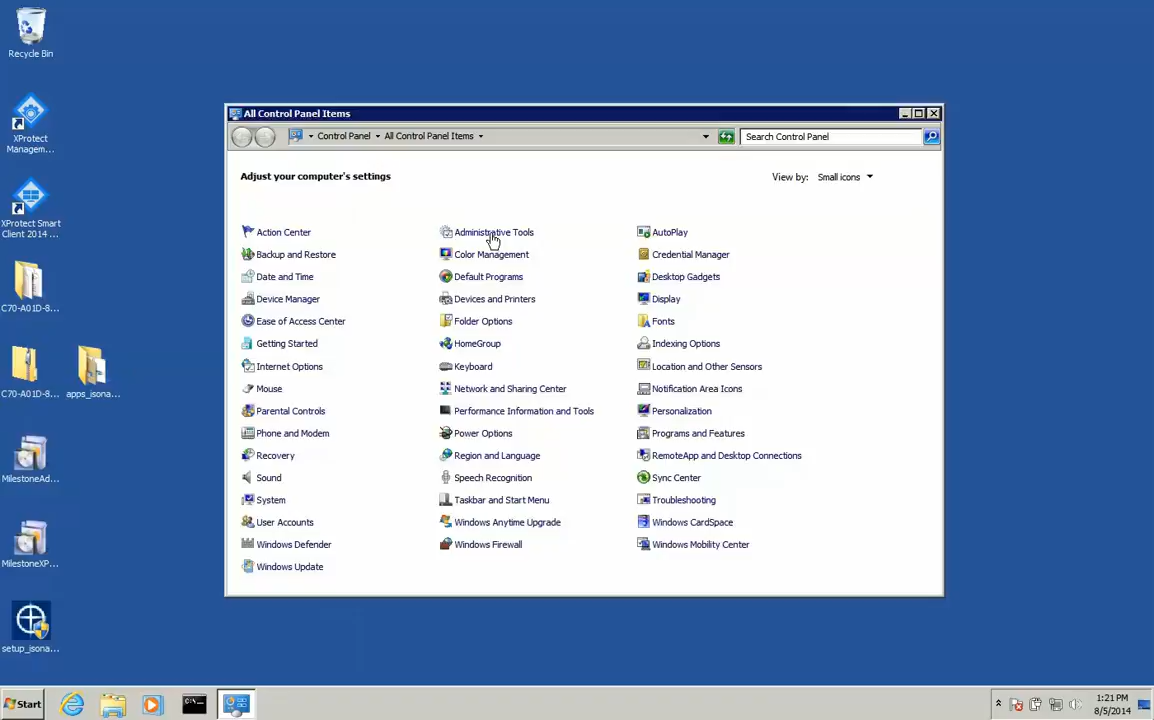 Recycle Bin
XProtect
Managem...
XProtect Smart
Client 2014 ...
C70-A01D-8...
C70-A01D-8...
apps_isona...
MilestoneAd...
MilestoneXP...
setup_isona...
All Control Panel Items
Control Panel
All Control Panel Items
Search Control Panel
Adjust your computer's settings
View by: Small icons
Action Center
Administrative Tools
AutoPlay
Backup and Restore
Color Management
Credential Manager
Date and Time
Default Programs
Desktop Gadgets
Device Manager
Devices and Printers
Display
Ease of Access Center
Folder Options
Fonts
Getting Started
HomeGroup
Indexing Options
Internet Options
Keyboard
Location and Other Sensors
Mouse
Network and Sharing Center
Notification Area Icons
Parental Controls
Performance Information and Tools
Personalization
Phone and Modem
Power Options
Programs and Features
Recovery
Region and Language
RemoteApp and Desktop Connections
Sound
Speech Recognition
Sync Center
System
Taskbar and Start Menu
Troubleshooting
User Accounts
Windows Anytime Upgrade
Windows CardSpace
Windows Defender
Windows Firewall
Windows Mobility Center
Windows Update
Start
1:21 PM
8/5/2014